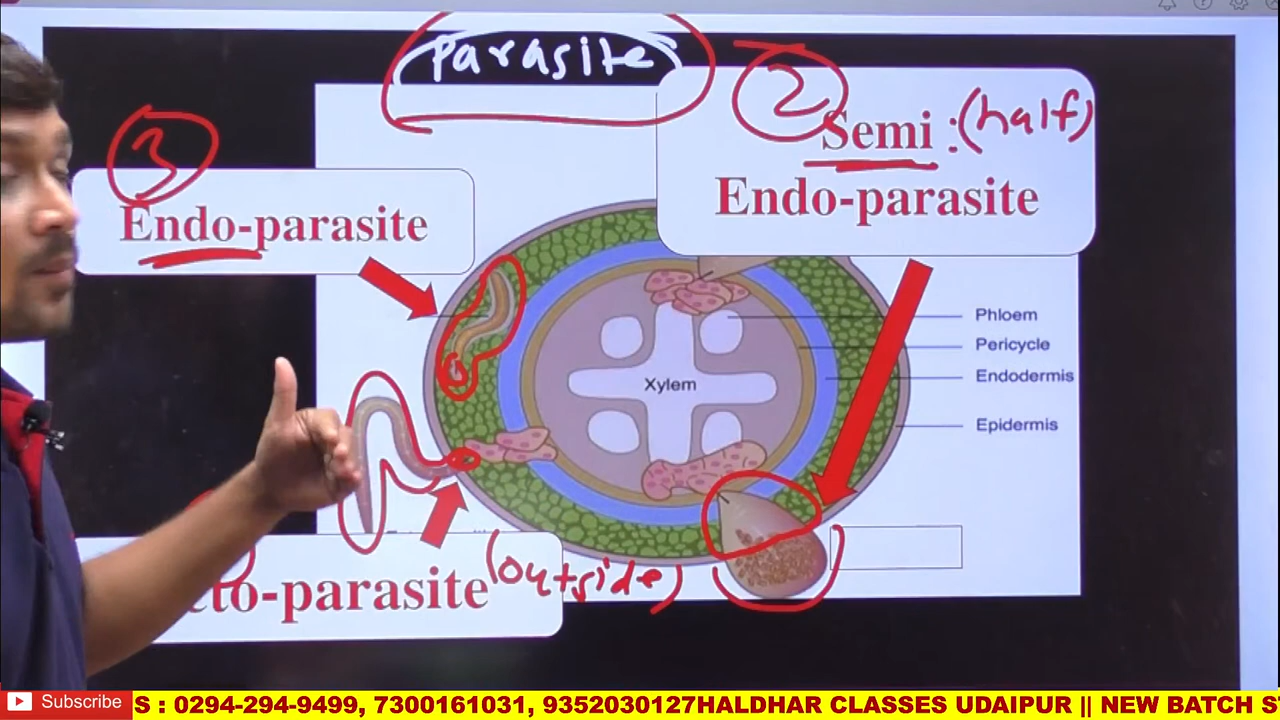 Parasite
2
Semi :(half)
Endo-parasite
3
Endo-parasite
Phloem
Pericycle
Xylem
Endodermis
Epidermis
cto-parasite (outside)
Subscribe
S : 0294-294-9499, 7300161031, 9352030127HALDHAR CLASSES UDAIPUR || NEW BATCH S